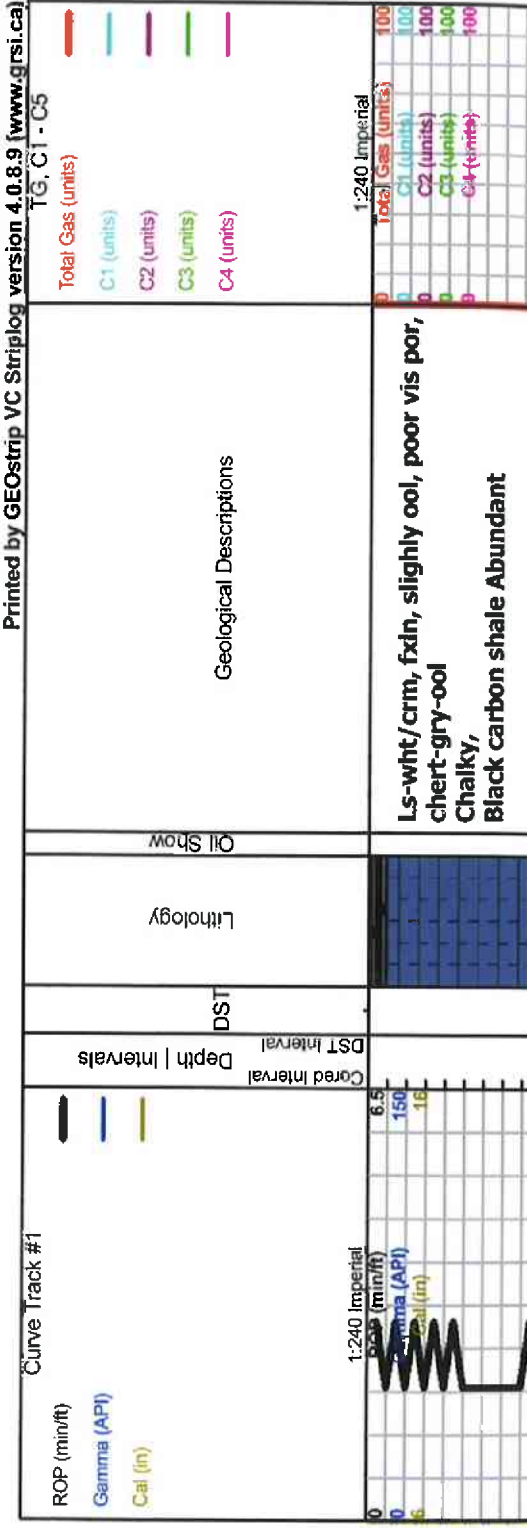 Printed by GEOstrip VC Striplog version 4.0.8.9 (www.grsi.ca)
Curve Track #1
ROP (min/ft)
Gamma (API)
Cal (in)
1:240 Imperial
Depth | Intervals
Cored Interval
DST Interval
DST
Lithology
Oil Show
Geological Descriptions
TG, C1 - C5
Total Gas (units)
C1 (units)
C2 (units)
C3 (units)
C4 (units)
1:240 Imperial
0 ROP (min/ft) 6.5
0 Gamma (API) 150
6 Cal (in) 16
Ls-wht/crm, fxln, slighly ool, poor vis por,
chert-gry-ool
Chalky,
Black carbon shale Abundant
0 Total Gas (units) 100
0 C1 (units) 100
0 C2 (units) 100
0 C3 (units) 100
0 C4 (units) 100